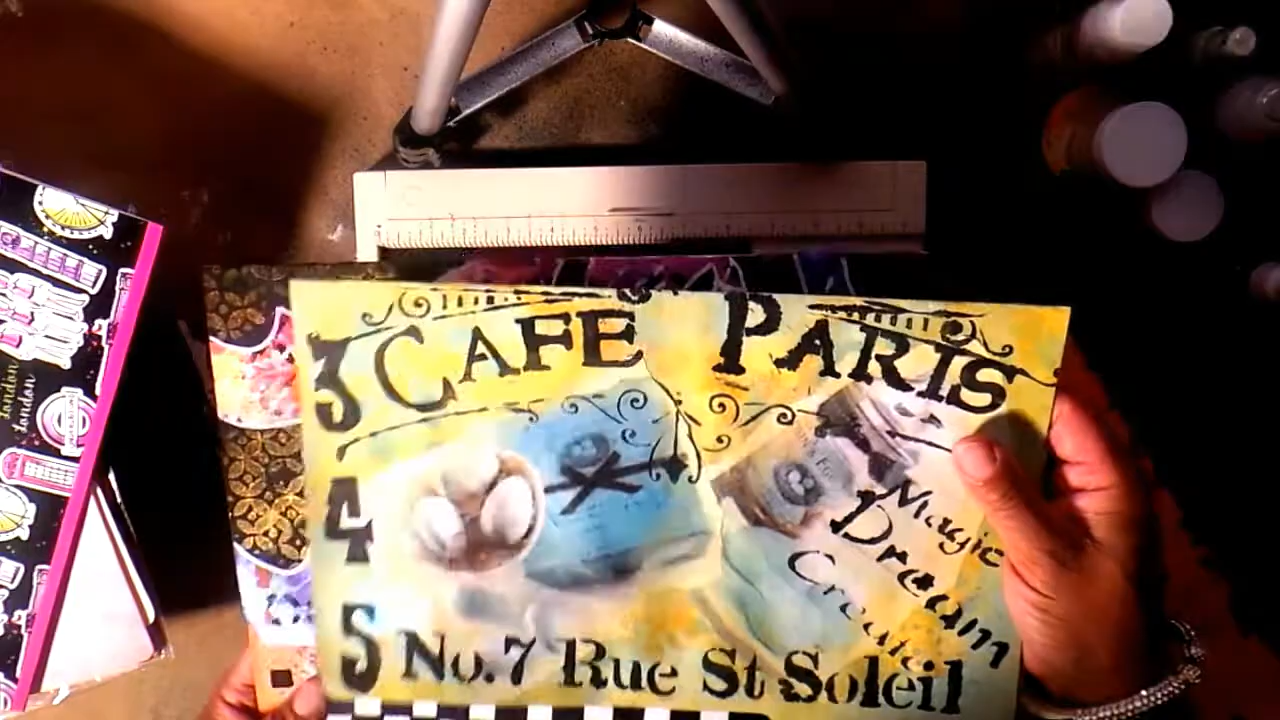 CAFE PARIS
3
4
5
Magic
Dream
Create
No.7 Rue St Soleil
London
London